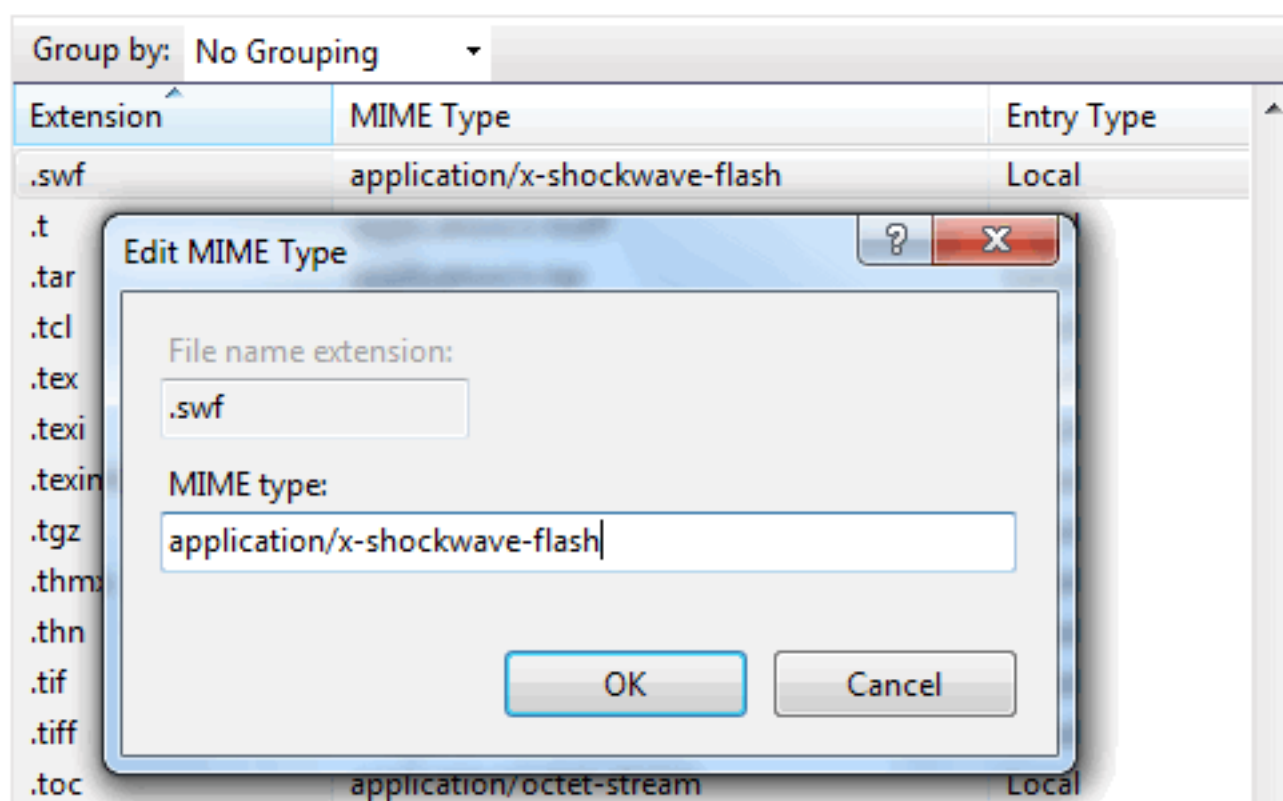 Group by: No Grouping
Extension MIME Type Entry Type
.swf application/x-shockwave-flash Local
.t
Edit MIME Type
.tar
.tcl
File name extension:
.tex
.swf
.texi
MIME type:
.tgz
application/x-shockwave-flash
.thn
.tif OK Cancel
.tiff
.toc application/octet-stream Local